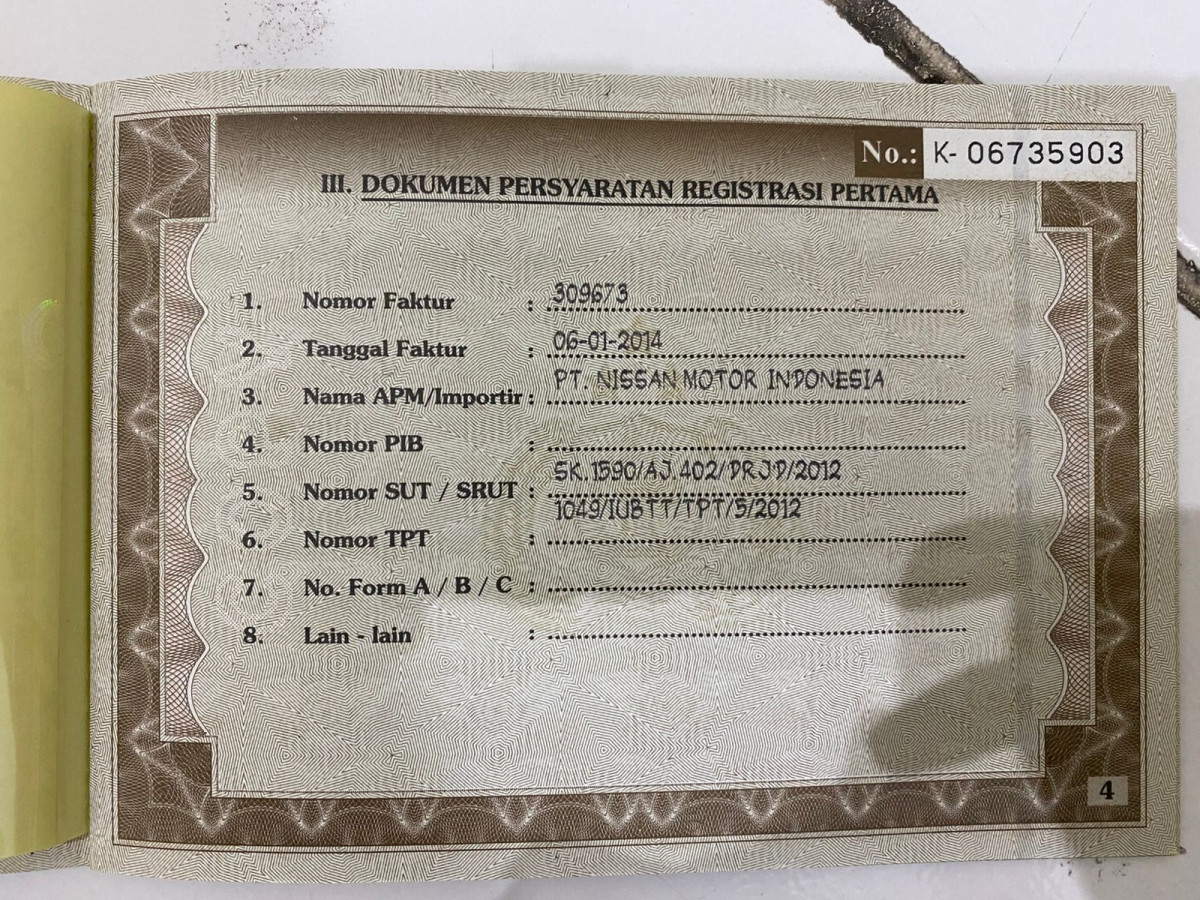 No.: K- 06735903
III. DOKUMEN PERSYARATAN REGISTRASI PERTAMA
1. Nomor Faktur : 309673
2. Tanggal Faktur : 06-01-2014
3. Nama APM/Importir : PT. NISSAN MOTOR INDONESIA
4. Nomor PIB :
5. Nomor SUT / SRUT : SK.1590/AJ.402/DRJD/2012
1049/IUBTT/TPT/5/2012
6. Nomor TPT :
7. No. Form A / B / C :
8. Lain - lain :
4